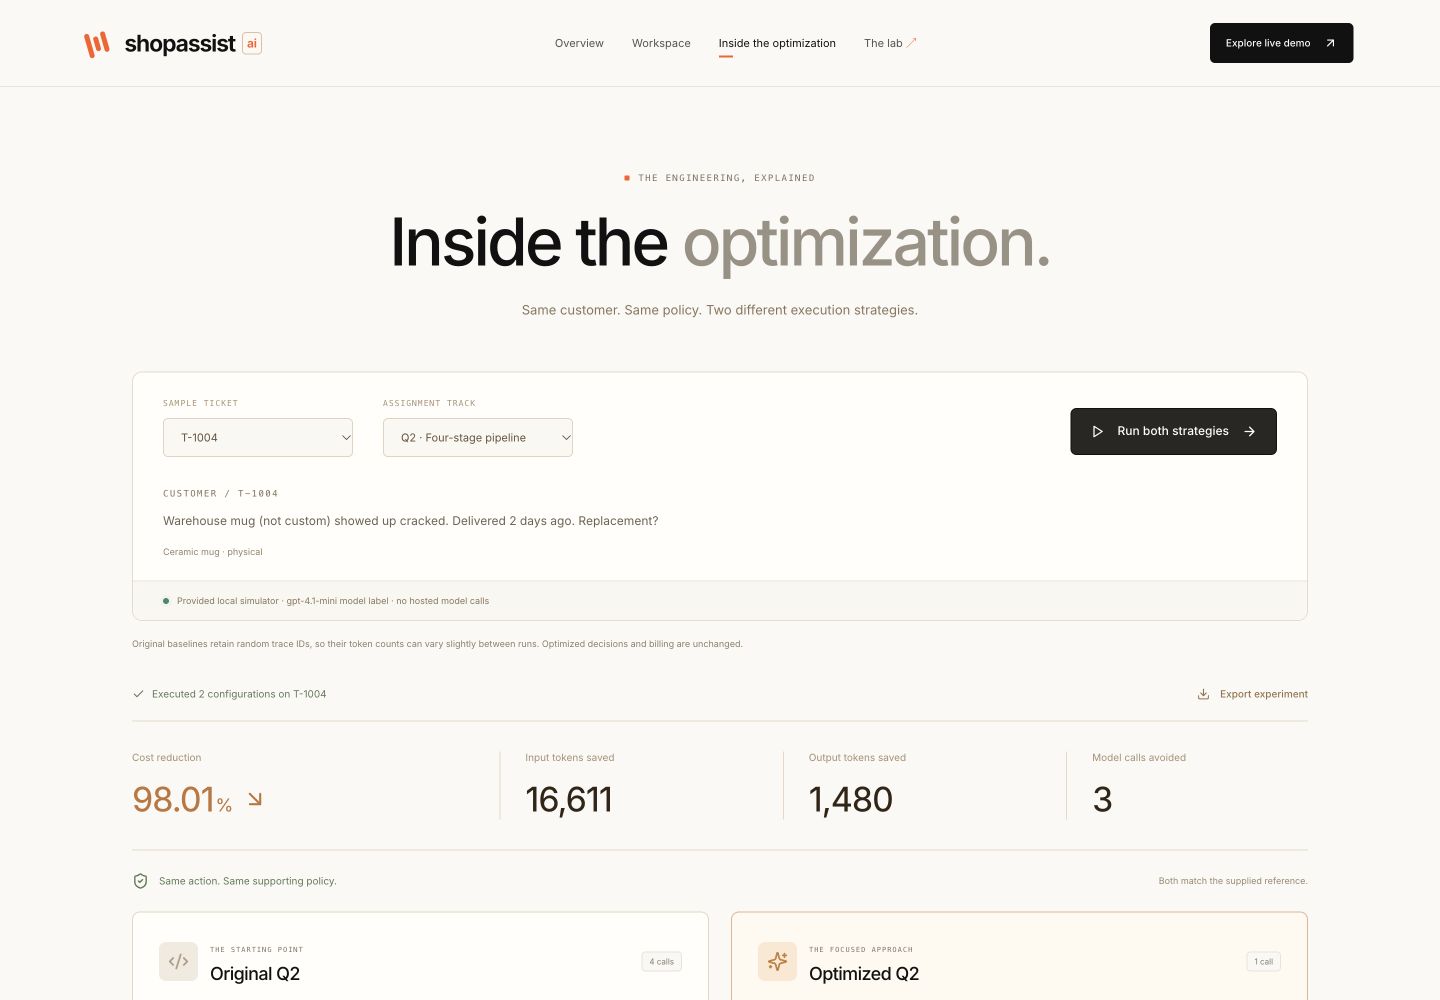 shopassist ai
Overview
Workspace
Inside the optimization
The lab
Explore live demo
THE ENGINEERING, EXPLAINED
Inside the optimization.
Same customer. Same policy. Two different execution strategies.
SAMPLE TICKET
ASSIGNMENT TRACK
T-1004
Q2 · Four-stage pipeline
Run both strategies
CUSTOMER / T-1004
Warehouse mug (not custom) showed up cracked. Delivered 2 days ago. Replacement?
Ceramic mug · physical
Provided local simulator · gpt-4.1-mini model label · no hosted model calls
Original baselines retain random trace IDs, so their token counts can vary slightly between runs. Optimized decisions and billing are unchanged.
Executed 2 configurations on T-1004
Export experiment
Cost reduction
Input tokens saved
Output tokens saved
Model calls avoided
98.01%
16,611
1,480
3
Same action. Same supporting policy.
Both match the supplied reference.
THE STARTING POINT
Original Q2
4 calls
THE FOCUSED APPROACH
Optimized Q2
1 call